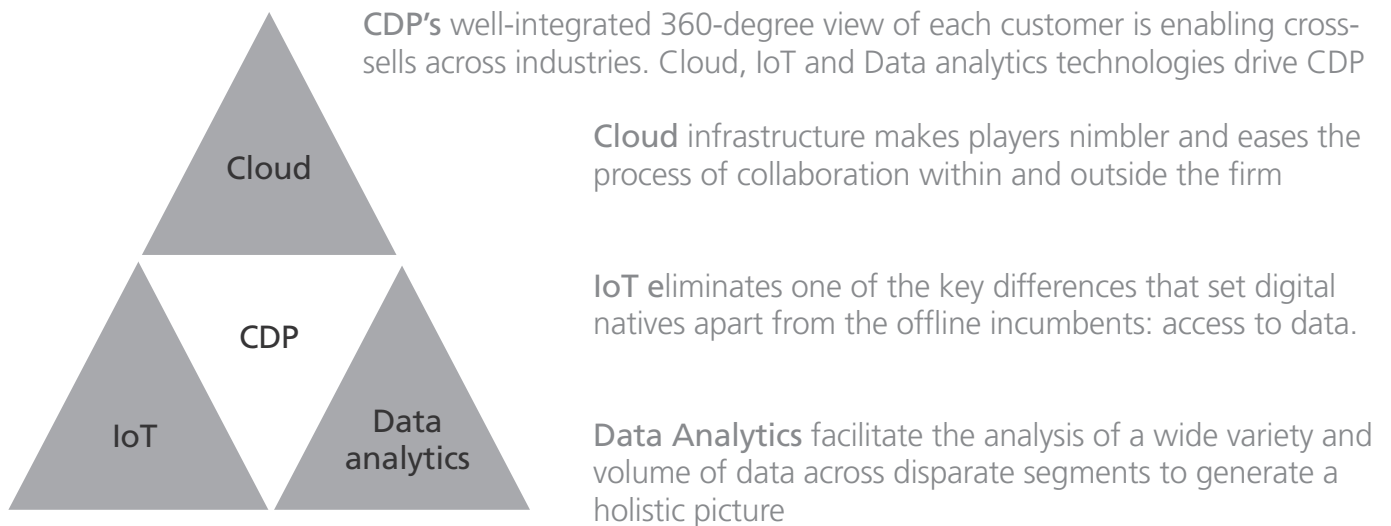 CDP's well-integrated 360-degree view of each customer is enabling cross-
sells across industries. Cloud, IoT and Data analytics technologies drive CDP
Cloud infrastructure makes players nimbler and eases the
process of collaboration within and outside the firm
Cloud
IoT eliminates one of the key differences that set digital
natives apart from the offline incumbents: access to data.
CDP
IoT
Data
analytics
Data Analytics facilitate the analysis of a wide variety and
volume of data across disparate segments to generate a
holistic picture